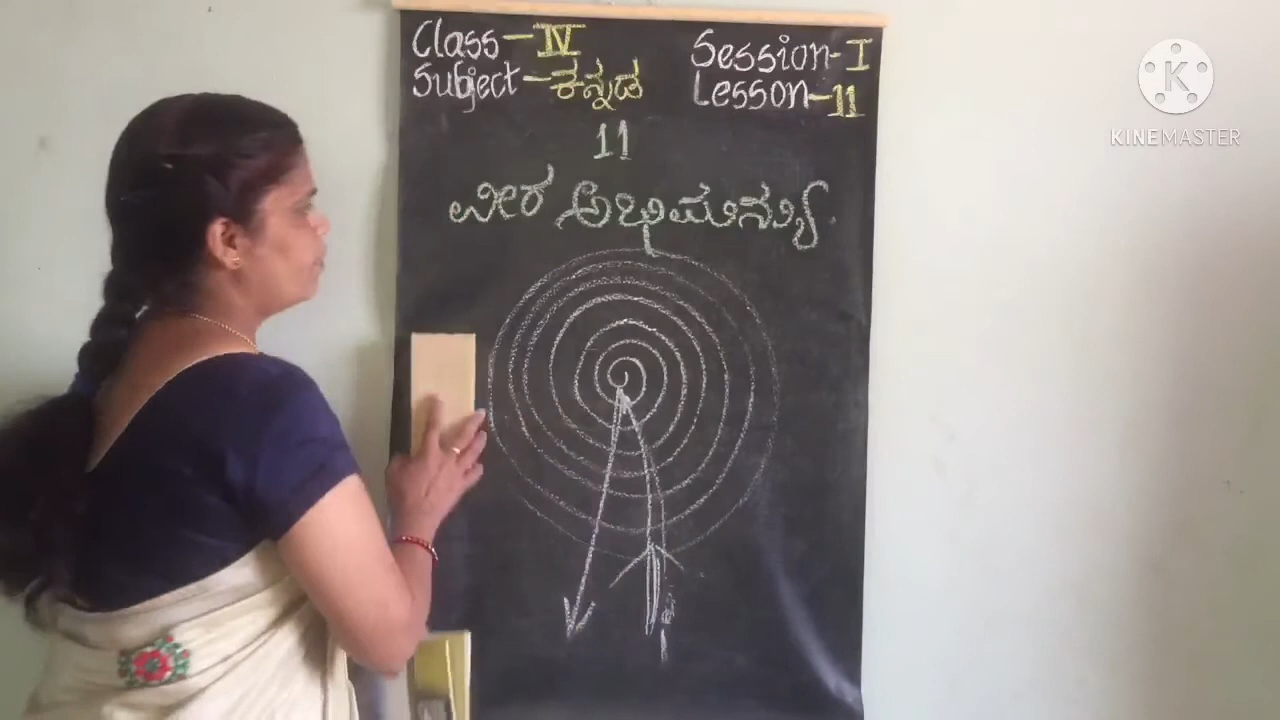 Class - IV
Subject - ಕನ್ನಡ
Session - I
Lesson - 11
11
ವೀರ ಅಭಿಮನ್ಯು.
K
KINEMASTER